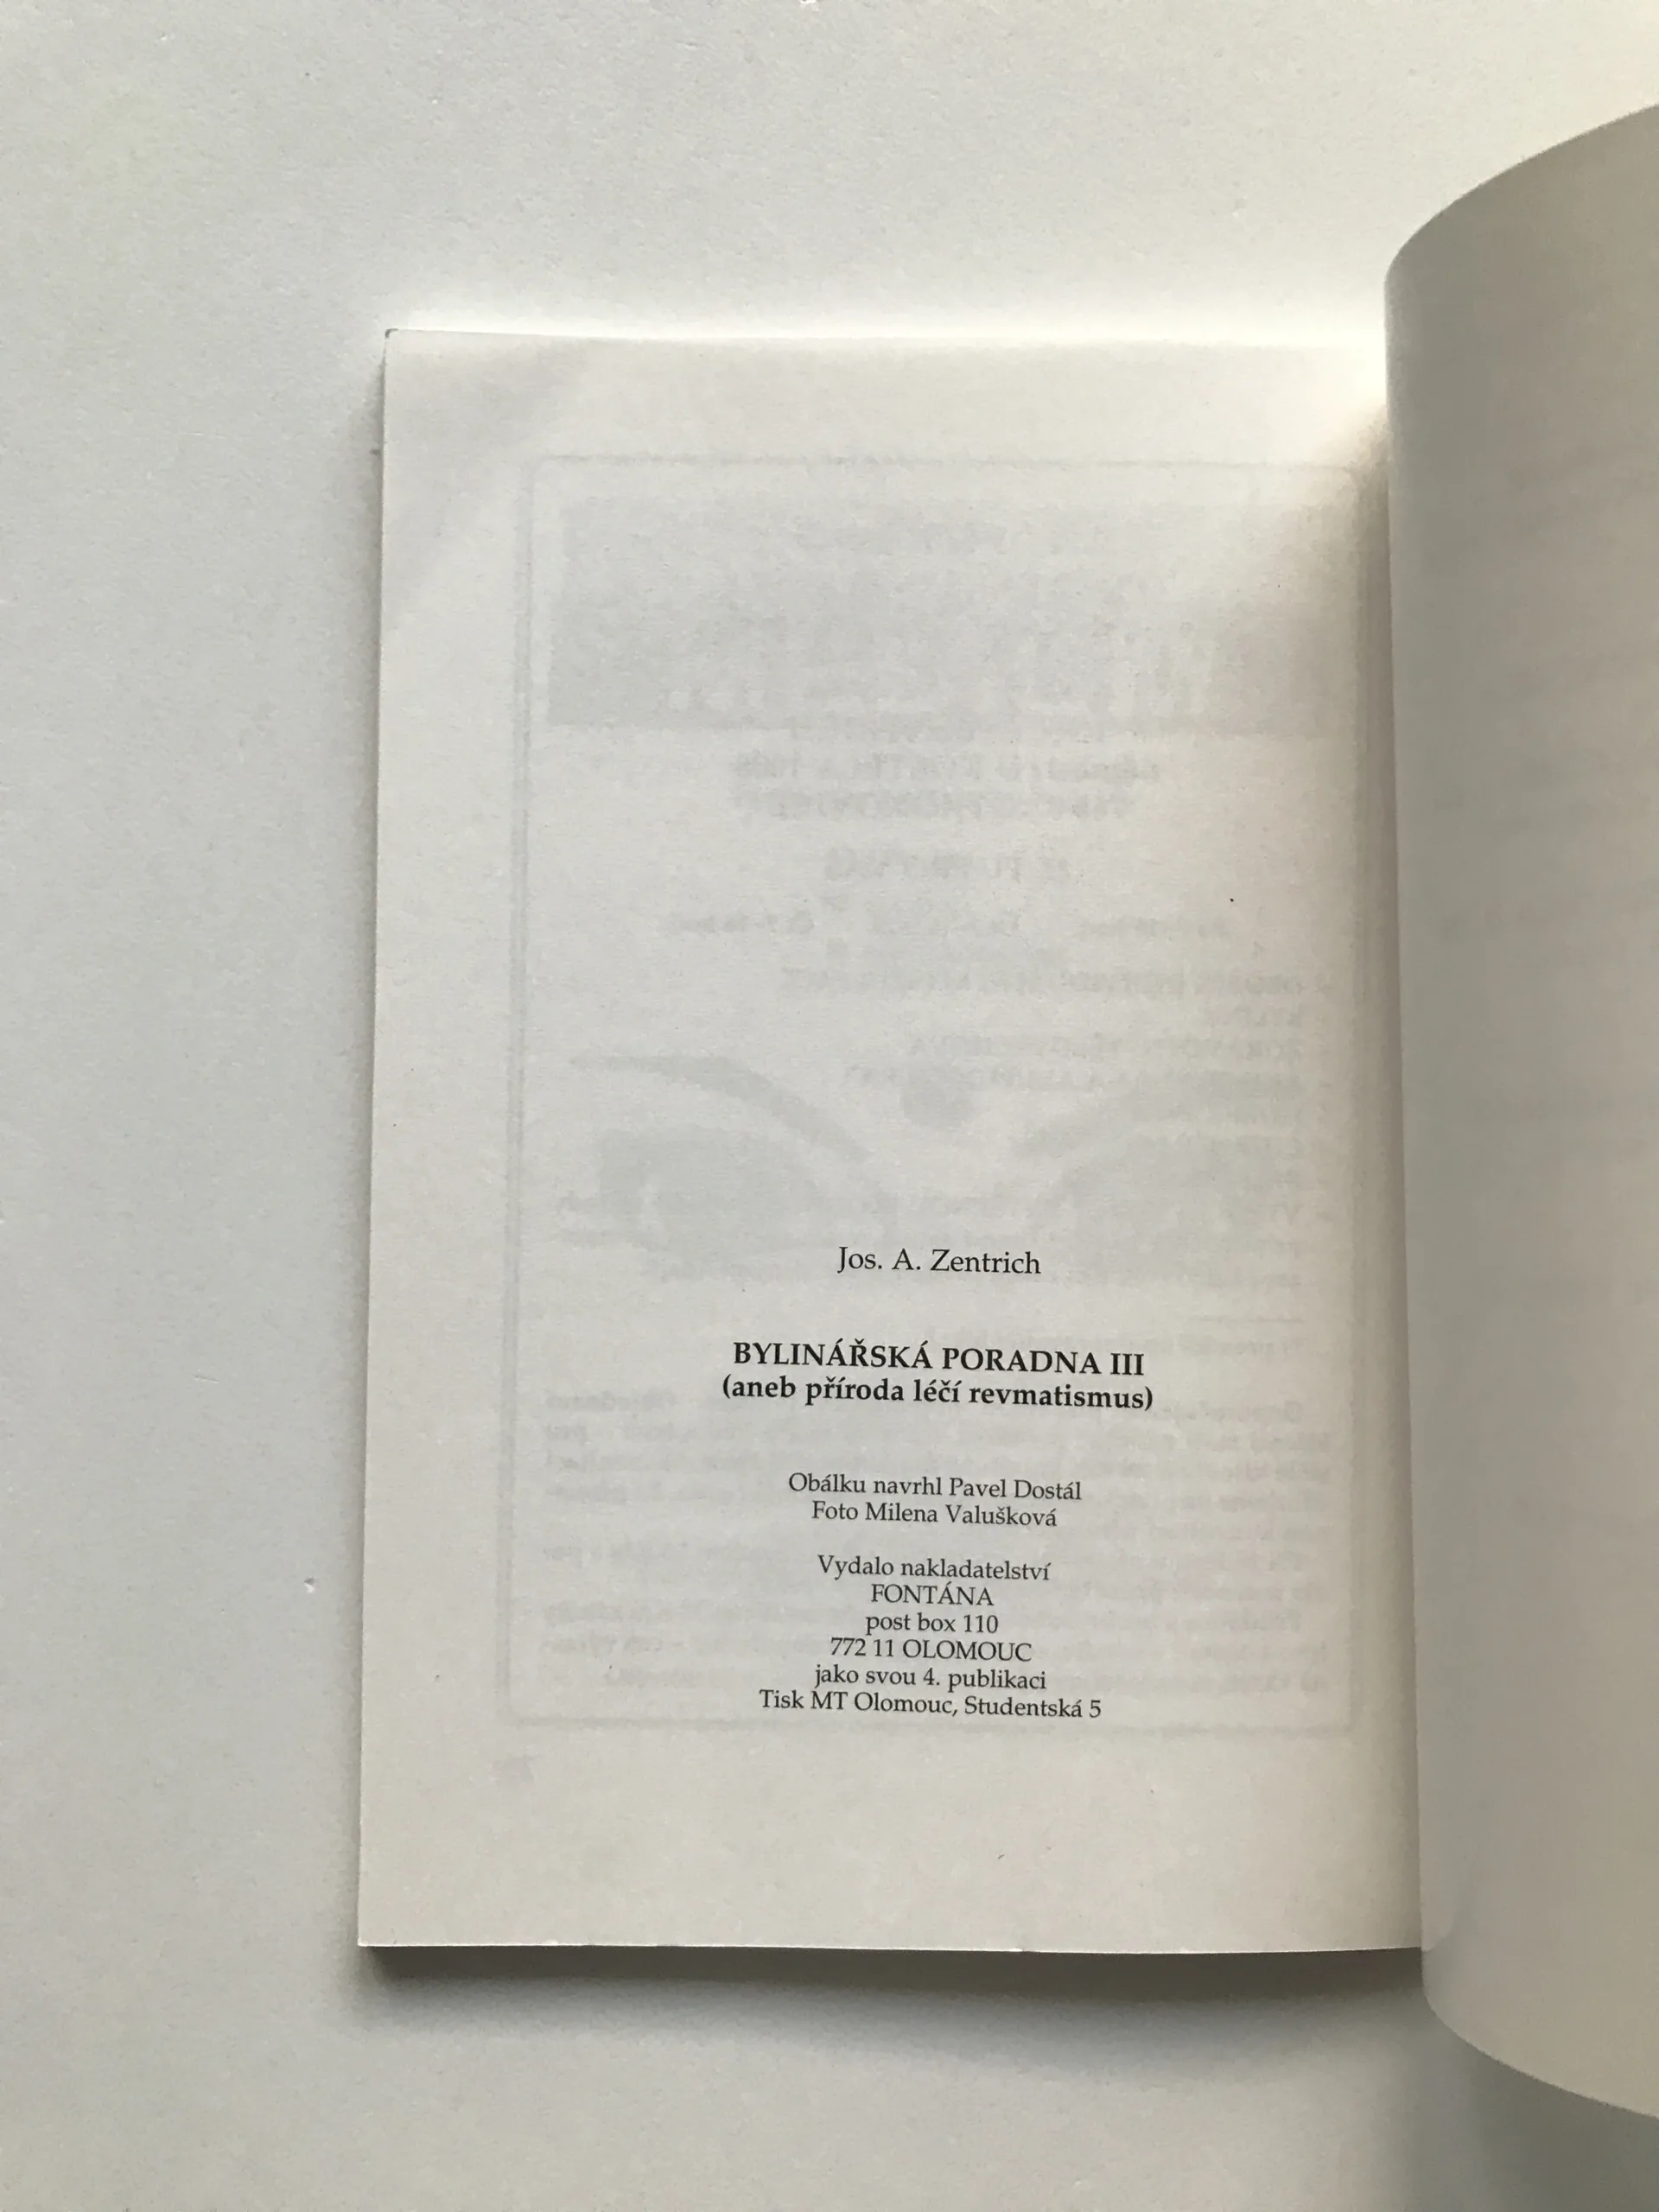 Jos. A. Zentrich
BYLINÁŘSKÁ PORADNA III
(aneb příroda léčí revmatismus)
Obálku navrhl Pavel Dostál
Foto Milena Valušková
Vydalo nakladatelství
FONTÁNA
post box 110
772 11 OLOMOUC
jako svou 4. publikaci
Tisk MT Olomouc, Studentská 5